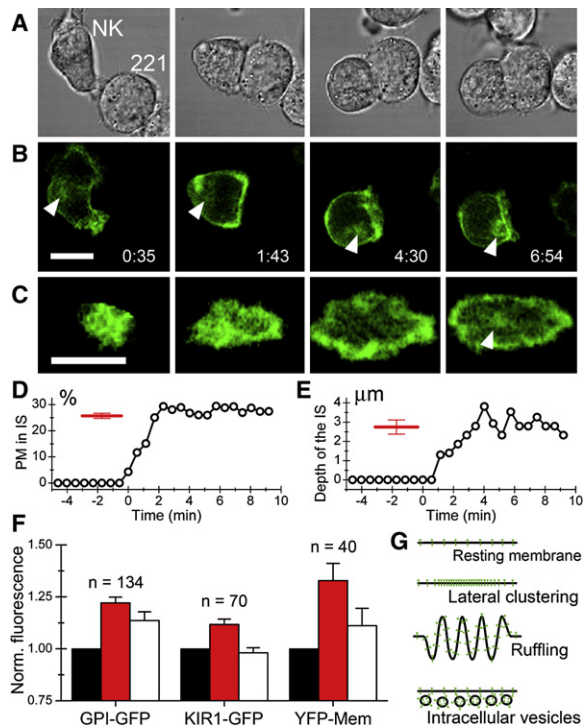 A
NK
221
B
0:35
1:43
4:30
6:54
C
D
%
PM in IS
30
20
10
0
-4 -2 0 2 4 6 8 10
Time (min)
E
μm
Depth of the IS
4
3
2
1
0
-4 -2 0 2 4 6 8 10
Time (min)
F
Norm. fluorescence
1.50
1.25
1.00
0.75
n = 134
n = 70
n = 40
GPI-GFP
KIR1-GFP
YFP-Mem
G
Resting membrane
Lateral clustering
Ruffling
Intracellular vesicles